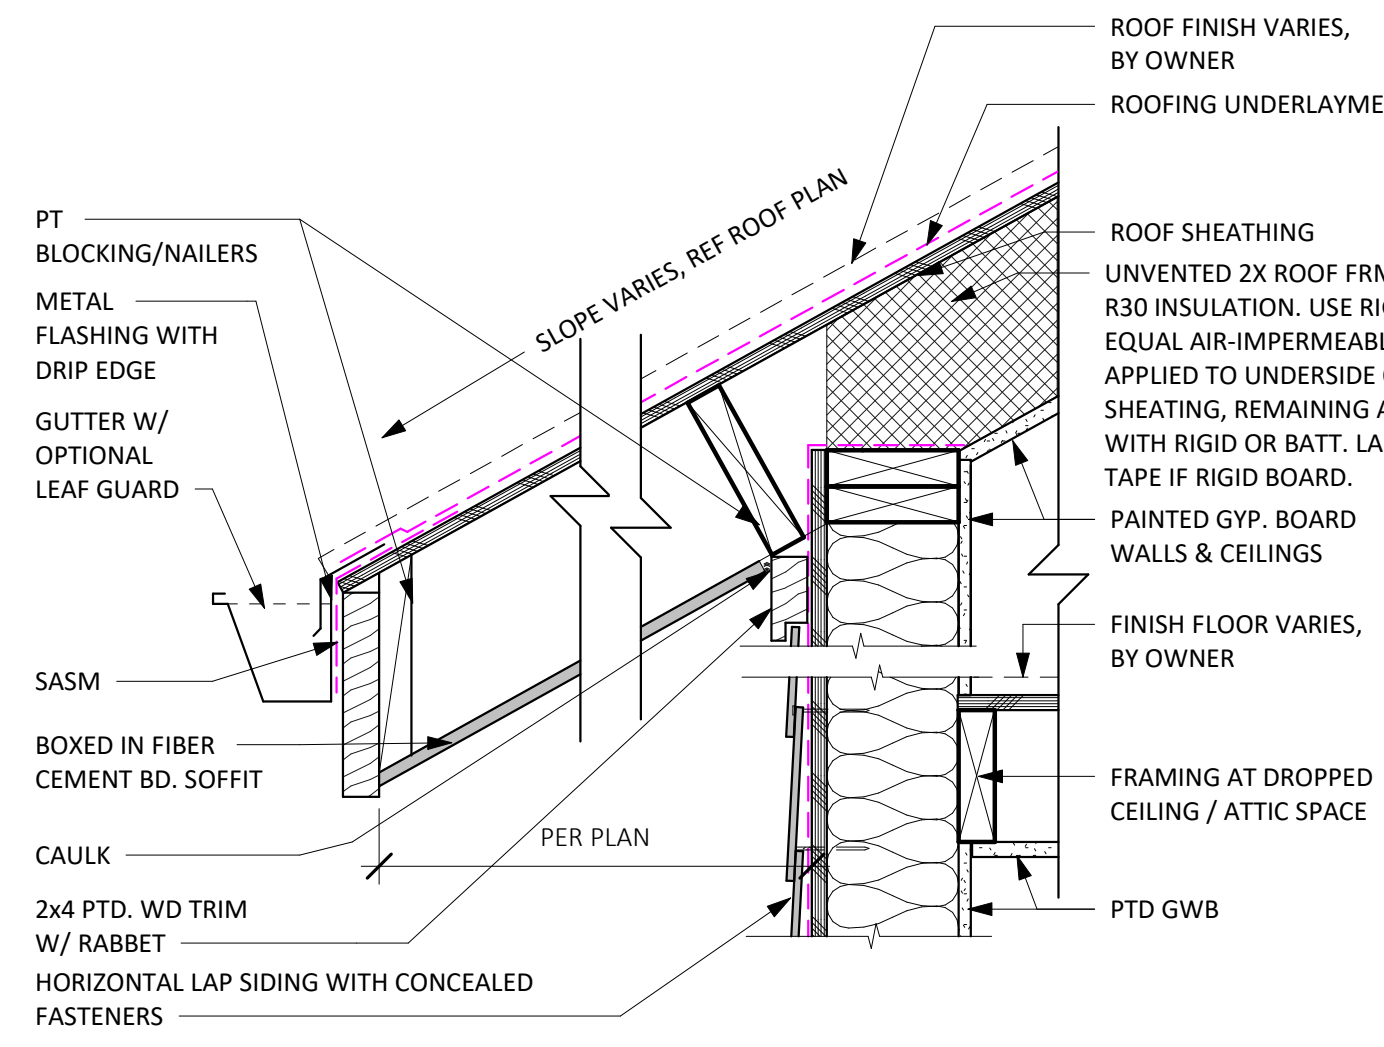 ROOF FINISH VARIES,
BY OWNER
ROOFING UNDERLAYME
SLOPE VARIES, REF ROOF PLAN
PT
BLOCKING/NAILERS
METAL
FLASHING WITH
DRIP EDGE
GUTTER W/
OPTIONAL
LEAF GUARD
SASM
BOXED IN FIBER
CEMENT BD. SOFFIT
CAULK
2x4 PTD. WD TRIM
W/ RABBET
HORIZONTAL LAP SIDING WITH CONCEALED
FASTENERS
PER PLAN
ROOF SHEATHING
UNVENTED 2X ROOF FRM
R30 INSULATION. USE RIG
EQUAL AIR-IMPERMEABL
APPLIED TO UNDERSIDE
SHEATING, REMAINING A
WITH RIGID OR BATT. LA
TAPE IF RIGID BOARD.
PAINTED GYP. BOARD
WALLS & CEILINGS
FINISH FLOOR VARIES,
BY OWNER
FRAMING AT DROPPED
CEILING / ATTIC SPACE
PTD GWB